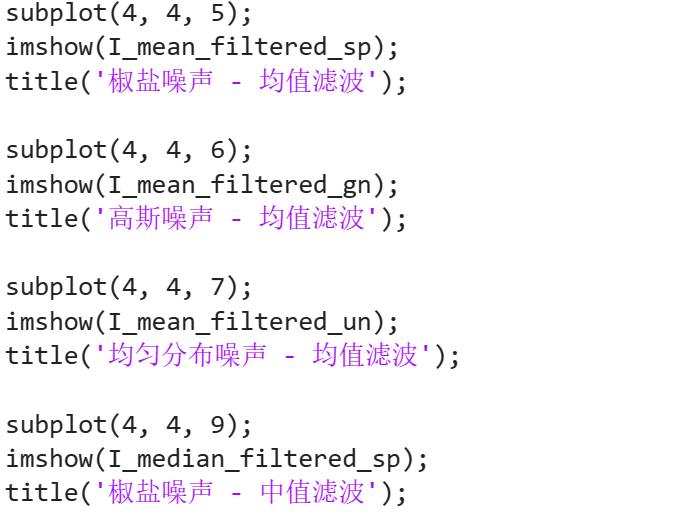 subplot(4, 4, 5);
imshow(I_mean_filtered_sp);
title('椒盐噪声 - 均值滤波');
subplot(4, 4, 6);
imshow(I_mean_filtered_gn);
title('高斯噪声 - 均值滤波');
subplot(4, 4, 7);
imshow(I_mean_filtered_un);
title('均匀分布噪声 - 均值滤波');
subplot(4, 4, 9);
imshow(I_median_filtered_sp);
title('椒盐噪声 - 中值滤波');